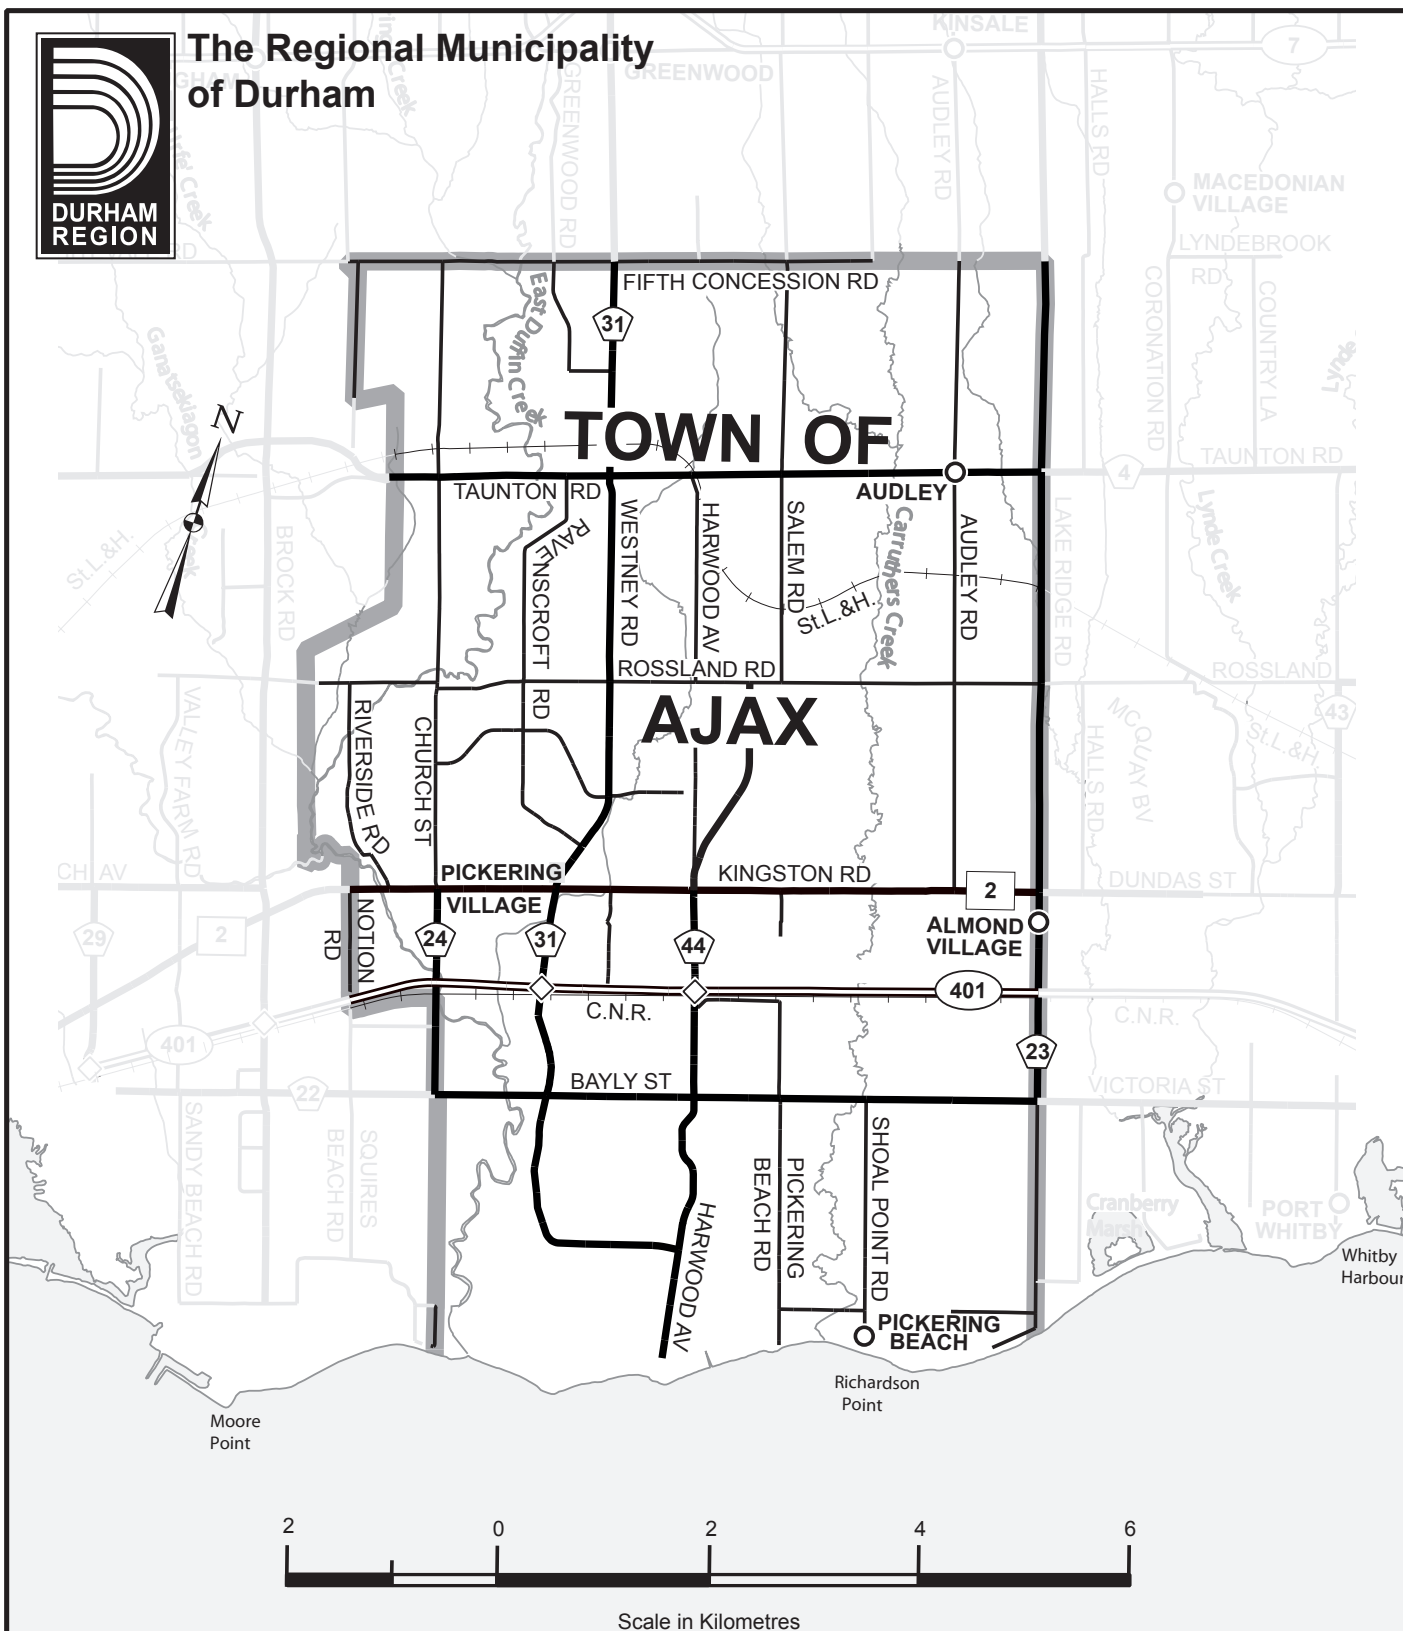 The Regional Municipality
of Durham
DURHAM
REGION
KINSALE
7
GREENWOOD
GREENWOOD RD
AUDLEY RD
HALLS RD
MACEDONIAN
VILLAGE
LYNDEBROOK
RD
CORONATION RD
COUNTRY LA
FIFTH CONCESSION RD
31
East Duffin Creek
Ganatsekiagon
Creek
N
TOWN OF
AJAX
TAUNTON RD
AUDLEY
4
TAUNTON RD
St.L.&H.
BROCK RD
RAVENSCROFT RD
WESTNEY RD
HARWOOD AV
SALEM RD
St.L.&H.
Carruthers Creek
AUDLEY RD
LAKE RIDGE RD
Lynde Creek
Lynde
ROSSLAND RD
ROSSLAND
VALLEY FARM RD
RIVERSIDE RD
CHURCH ST
HALLS RD
MCQUAY BV
43
St.L.&H.
CH AV
PICKERING
VILLAGE
KINGSTON RD
2
DUNDAS ST
29
2
NOTION
RD
24
31
44
ALMOND
VILLAGE
401
C.N.R.
401
C.N.R.
23
22
BAYLY ST
VICTORIA ST
SANDY BEACH RD
SQUIRES
BEACH RD
HARWOOD AV
PICKERING
BEACH RD
SHOAL POINT RD
Cranberry
Marsh
PORT
WHITBY
Whitby
Harbour
PICKERING
BEACH
Richardson
Point
Moore
Point
2 0 2 4 6
Scale in Kilometres